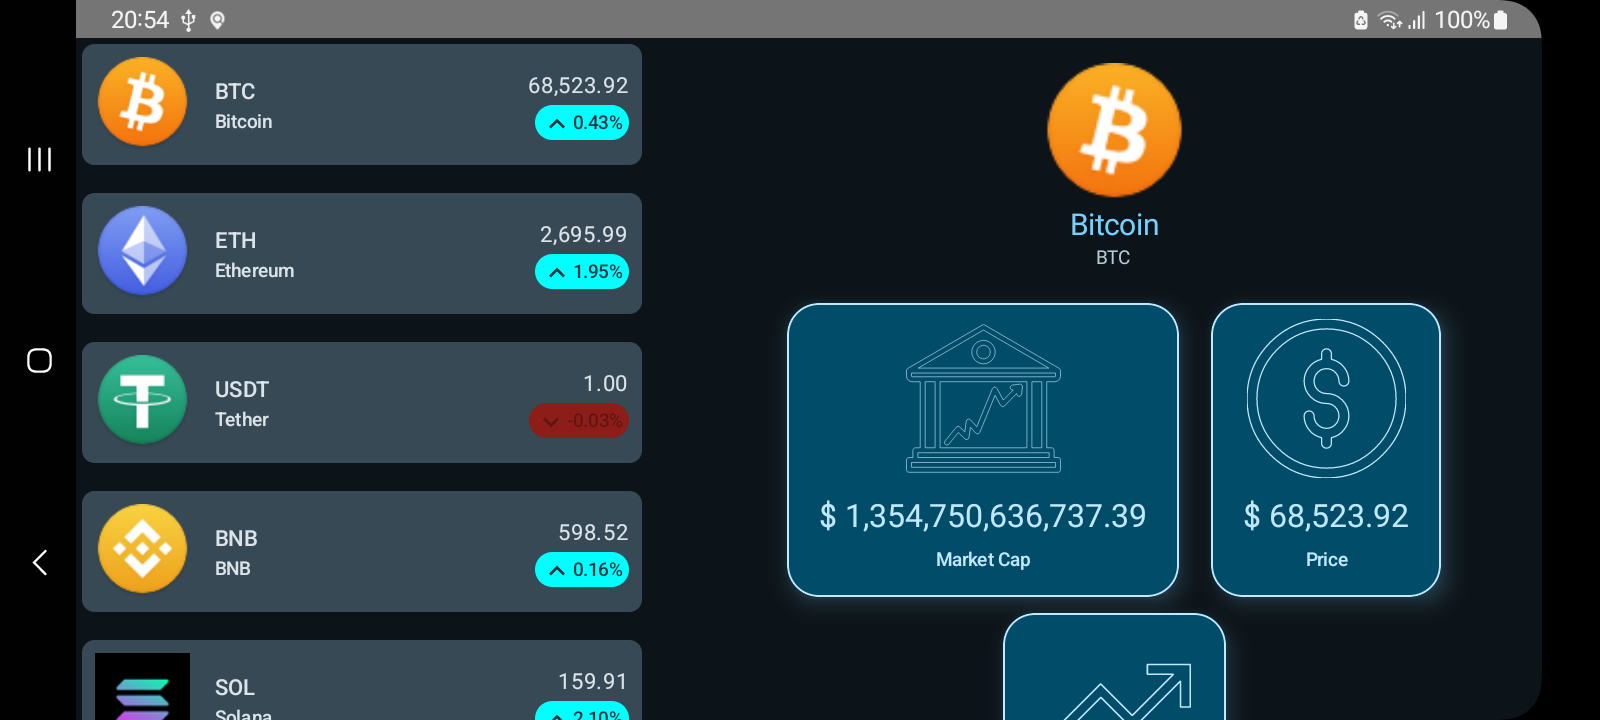 20:54
100%
BTC
Bitcoin
68,523.92
0.43%
ETH
Ethereum
2,695.99
1.95%
USDT
Tether
1.00
-0.03%
BNB
BNB
598.52
0.16%
SOL
Solana
159.91
2.10%
Bitcoin
BTC
$ 1,354,750,636,737.39
Market Cap
$ 68,523.92
Price